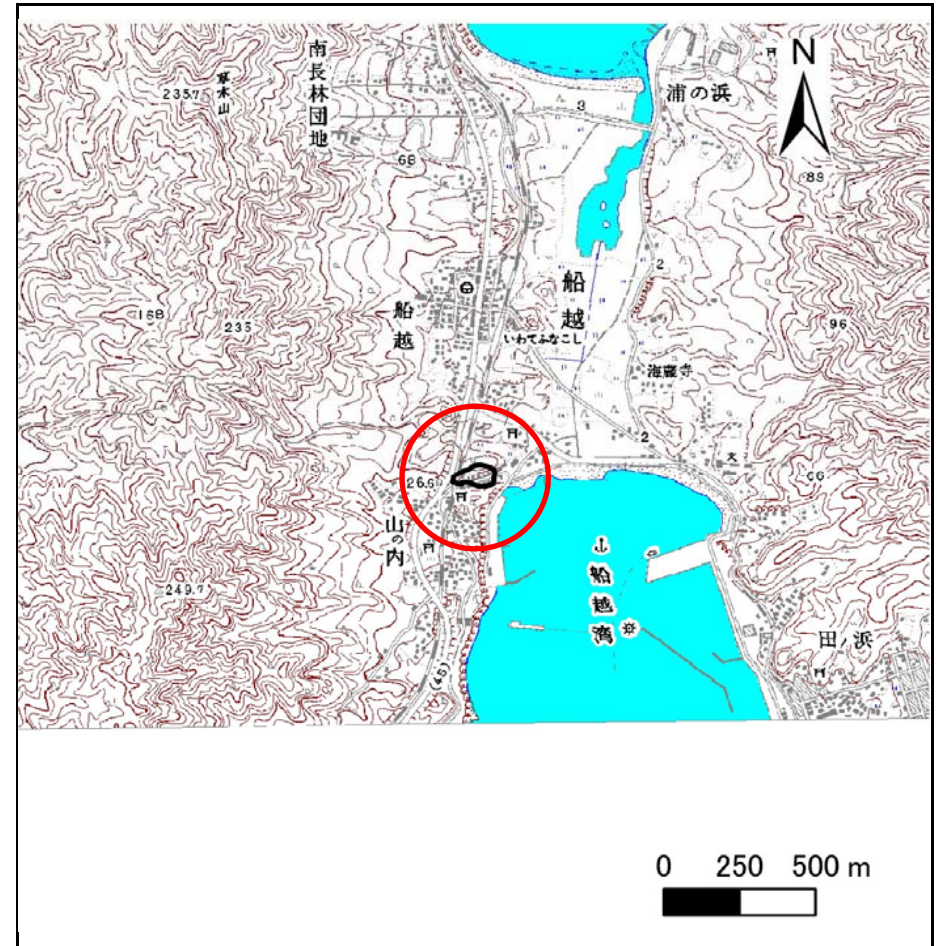 南長林団地
235.7
草木山
浦の浜
N
3
68
89
2
船越
船越
いわてふなこし
168
235
96
海蔵寺
2
26.6
66
山の内
船越湾
249.7
田ノ浜
(45)
0 250 500 m